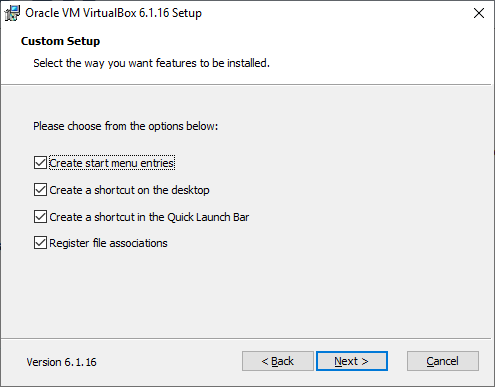 Oracle VM VirtualBox 6.1.16 Setup
Custom Setup
Select the way you want features to be installed.
Please choose from the options below:
Create start menu entries
Create a shortcut on the desktop
Create a shortcut in the Quick Launch Bar
Register file associations
Version 6.1.16
< Back
Next >
Cancel